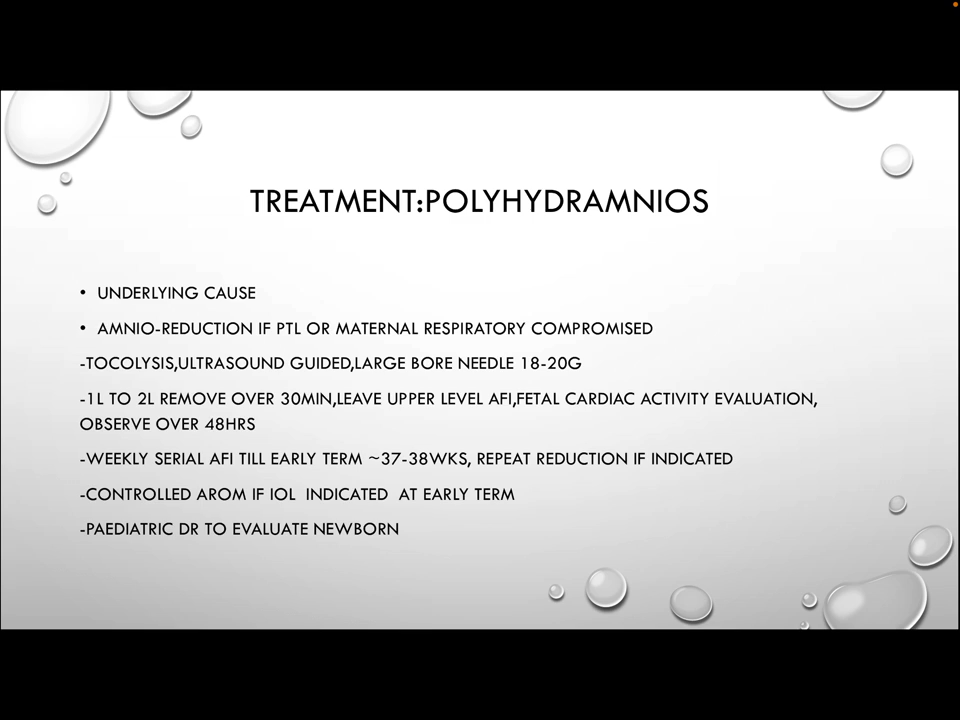 TREATMENT:POLYHYDRAMNIOS
• UNDERLYING CAUSE
• AMNIO-REDUCTION IF PTL OR MATERNAL RESPIRATORY COMPROMISED
-TOCOLYSIS,ULTRASOUND GUIDED,LARGE BORE NEEDLE 18-20G
-1L TO 2L REMOVE OVER 30MIN,LEAVE UPPER LEVEL AFI,FETAL CARDIAC ACTIVITY EVALUATION,
OBSERVE OVER 48HRS
-WEEKLY SERIAL AFI TILL EARLY TERM ~37-38WKS, REPEAT REDUCTION IF INDICATED
-CONTROLLED AROM IF IOL INDICATED AT EARLY TERM
-PAEDIATRIC DR TO EVALUATE NEWBORN